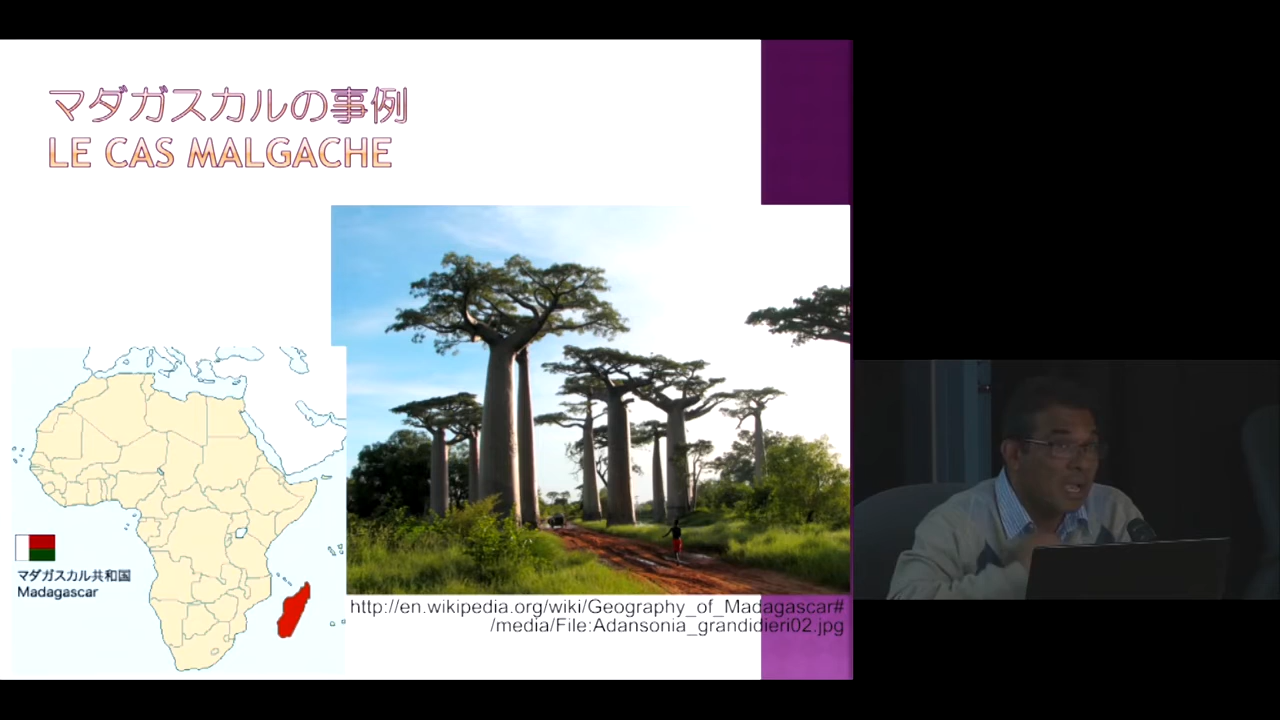 マダガスカルの事例
LE CAS MALGACHE
マダガスカル共和国
Madagascar
http://en.wikipedia.org/wiki/Geography_of_Madagascar#
/media/File:Adansonia_grandidieri02.jpg